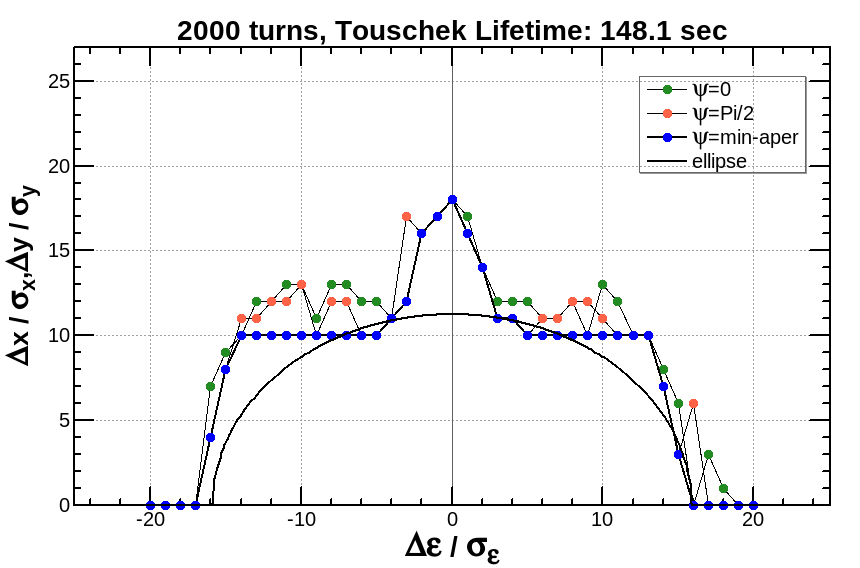 2000 turns, Touschek Lifetime: 148.1 sec
Δx / σx,Δy / σy
25
20
15
10
5
0
ψ=0
ψ=Pi/2
ψ=min-aper
ellipse
-20 -10 0 10 20
Δε / σε